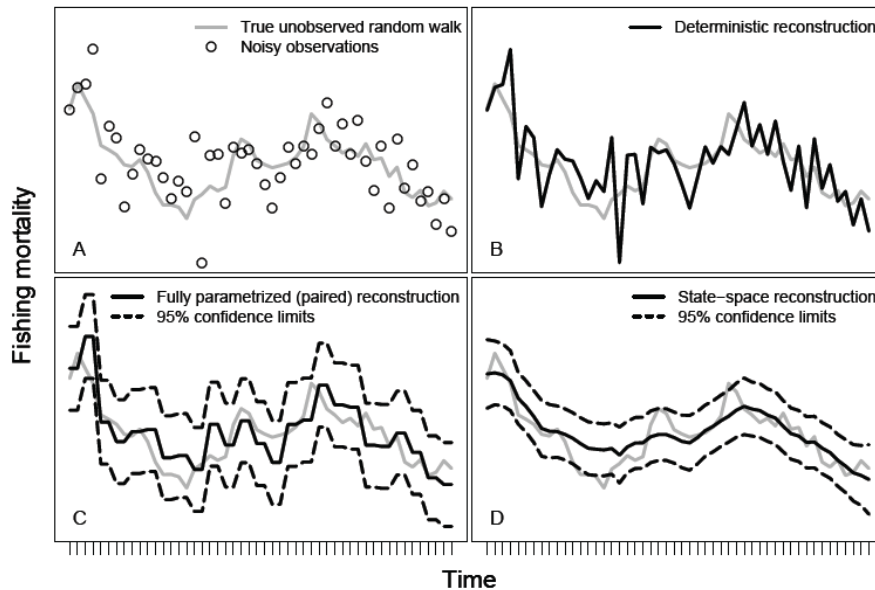 True unobserved random walk
Noisy observations
A
Deterministic reconstruction
B
Fully parametrized (paired) reconstruction
95% confidence limits
C
State−space reconstruction
95% confidence limits
D
Fishing mortality
Time